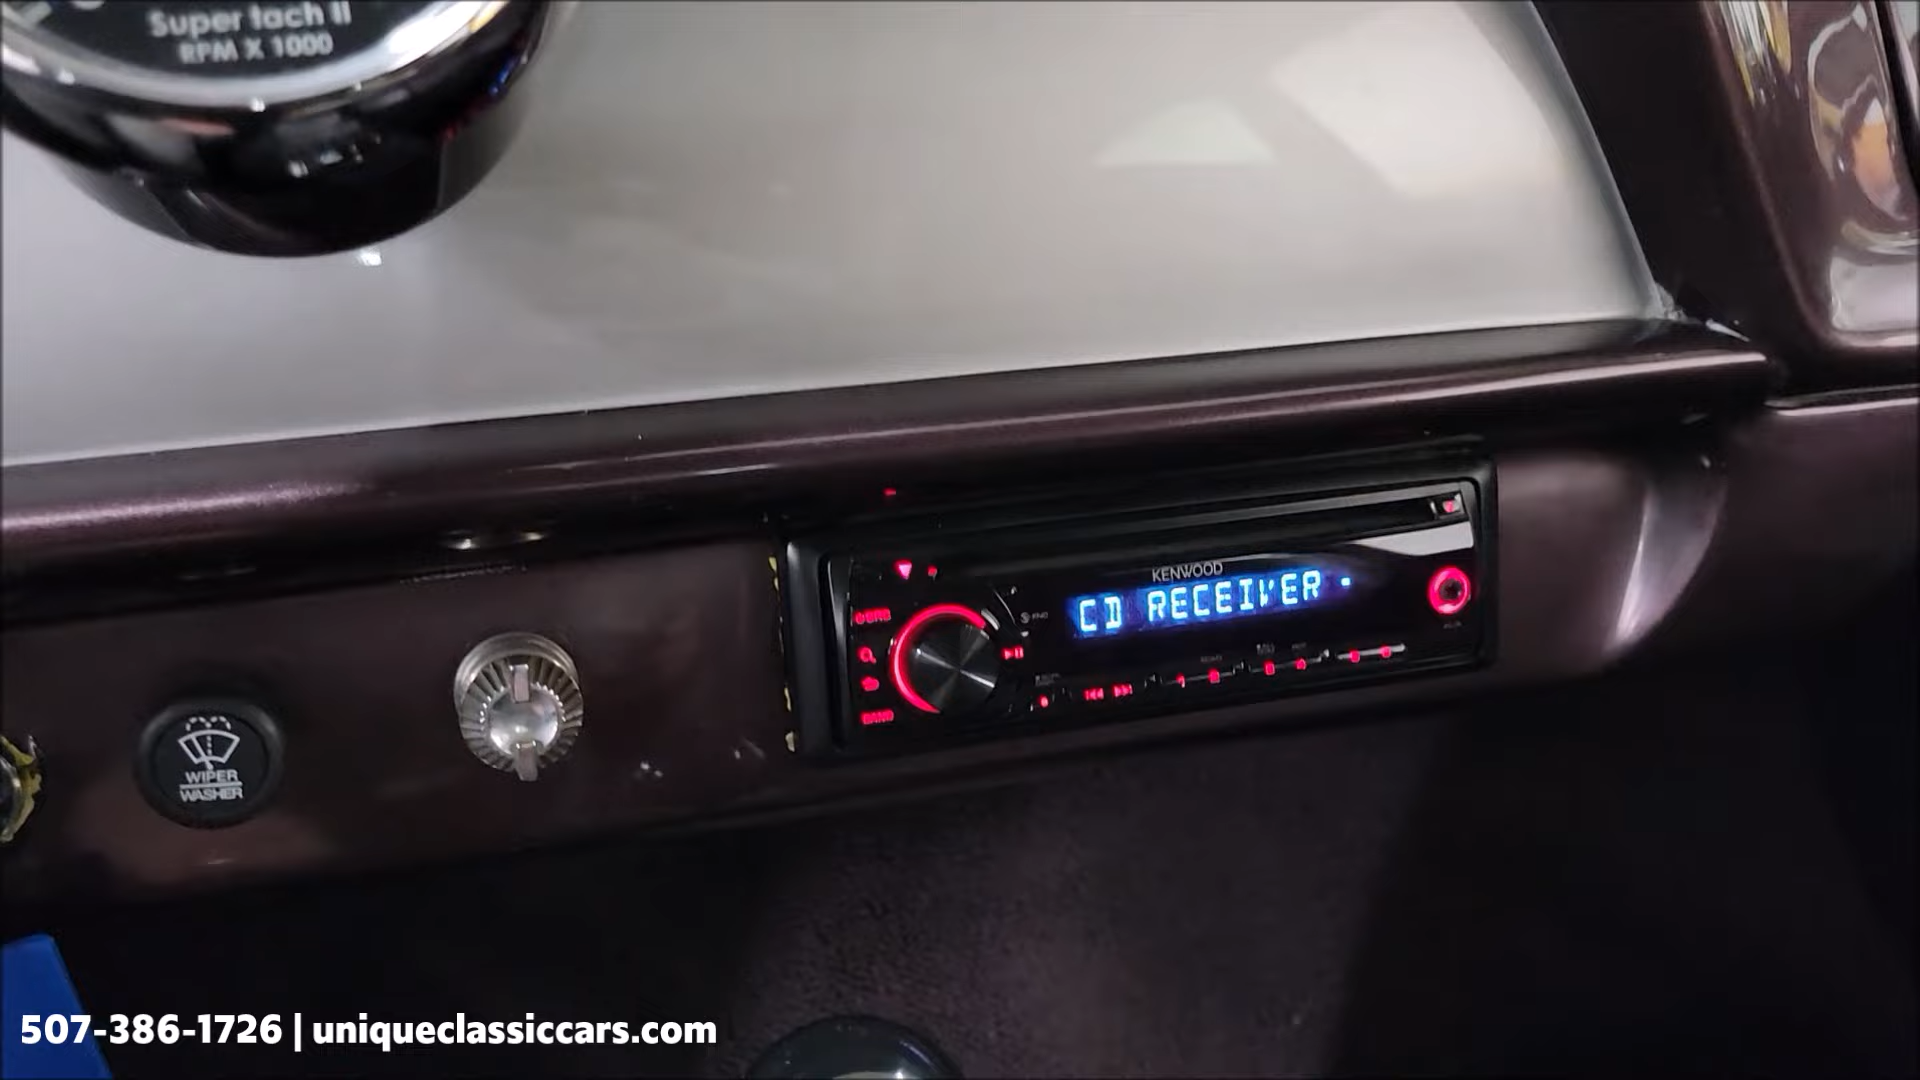 Super tach II
RPM X 1000
KENWOOD
CD RECEIVER
BAND
WIPER
WASHER
507-386-1726 | uniqueclassiccars.com